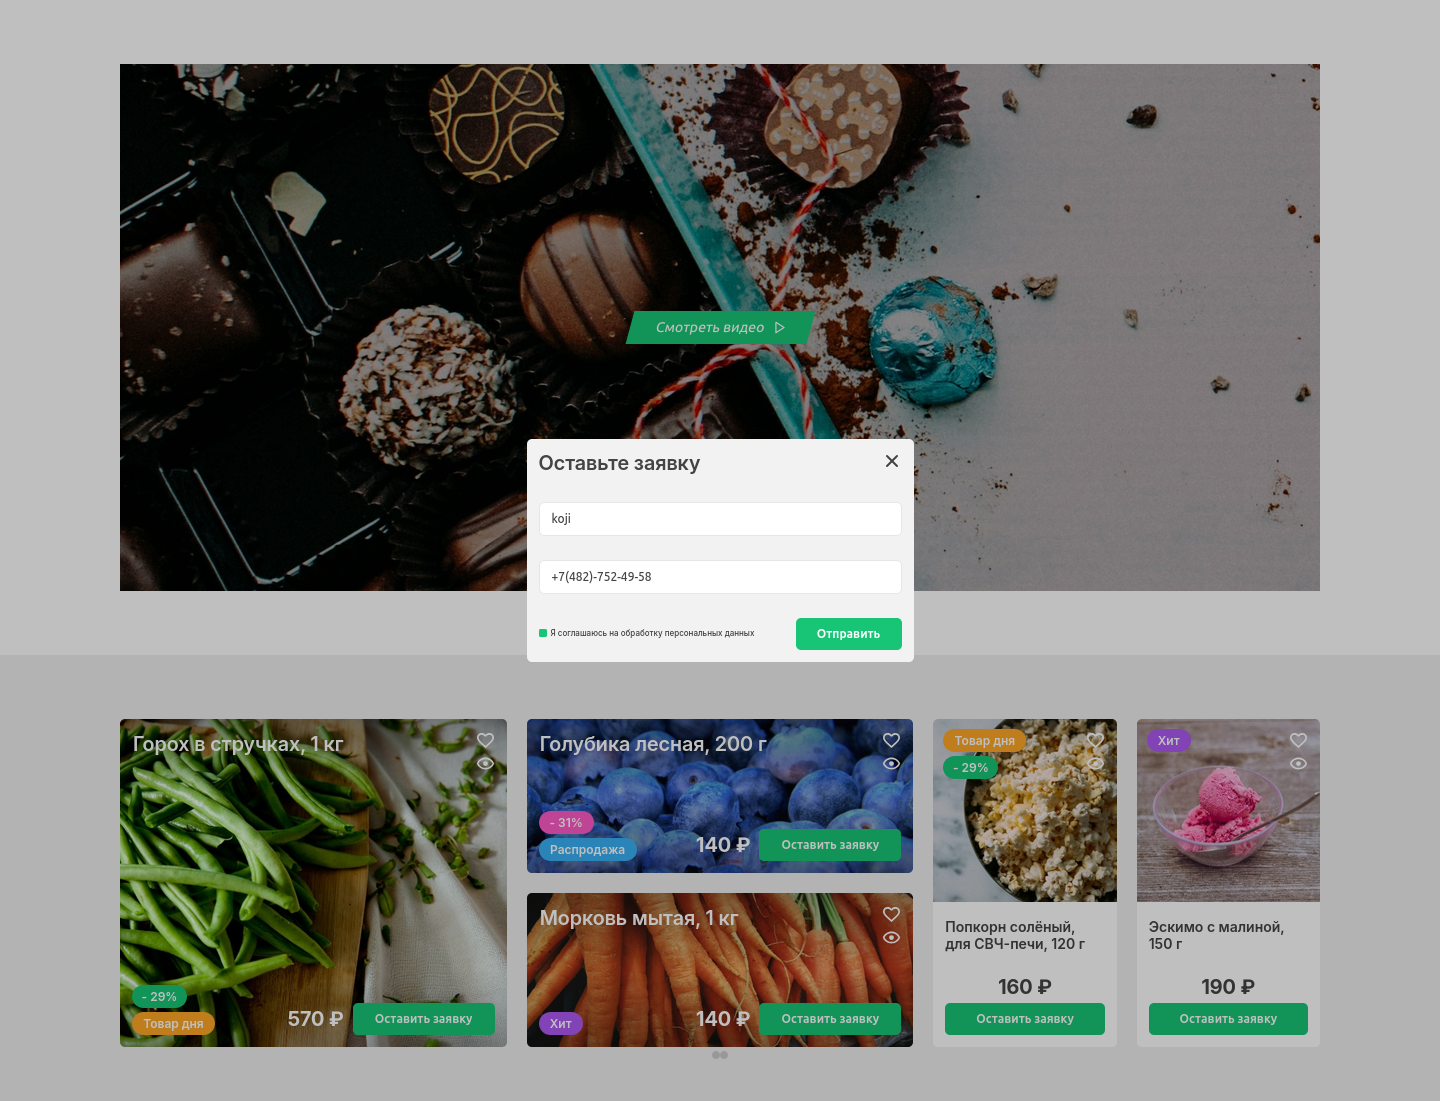 Смотреть видео
Оставьте заявку
koji
+7(482)-752-49-58
Я соглашаюсь на обработку персональных данных
Отправить
Горох в стручках, 1 кг
- 29%
Товар дня
570 ₽
Оставить заявку
Голубика лесная, 200 г
- 31%
Распродажа
140 ₽
Оставить заявку
Морковь мытая, 1 кг
Хит
140 ₽
Оставить заявку
Товар дня
- 29%
Попкорн солёный,
для СВЧ-печи, 120 г
160 ₽
Оставить заявку
Хит
Эскимо с малиной,
150 г
190 ₽
Оставить заявку